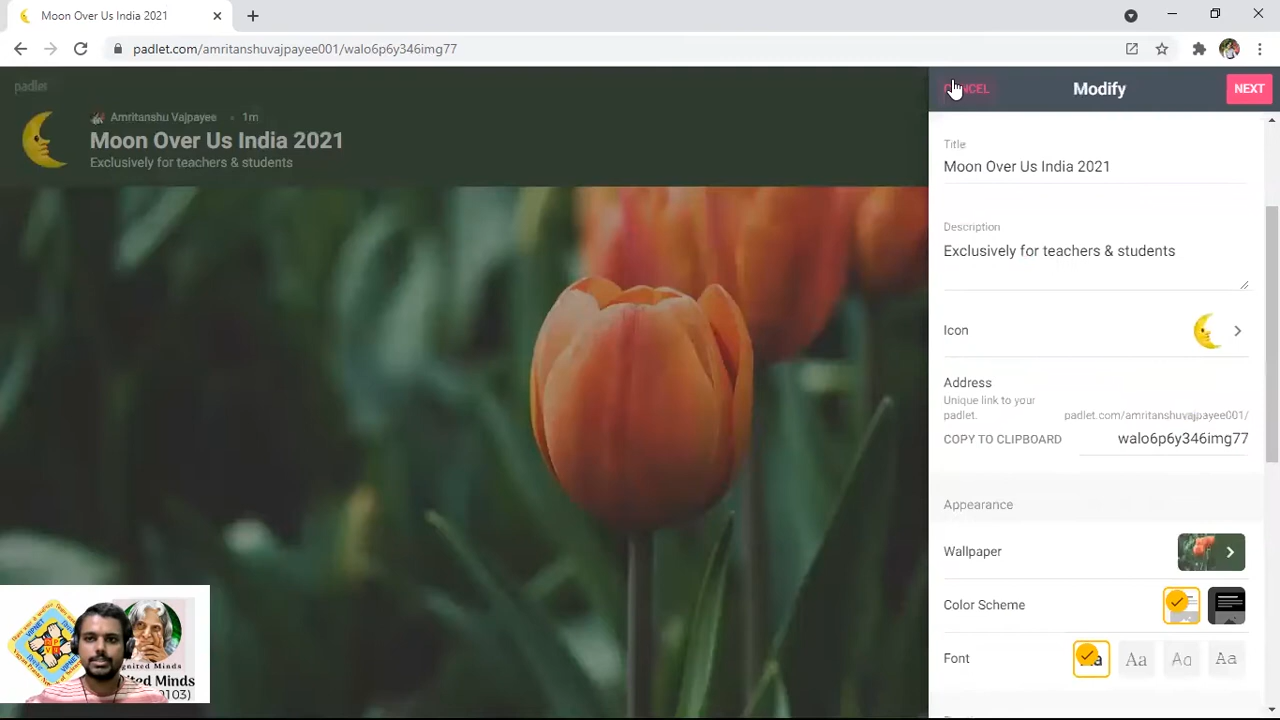 Moon Over Us India 2021
padlet.com/amritanshuvajpayee001/walo6p6y346img77
padlet
Amritanshu Vajpayee • 1m
Moon Over Us India 2021
Exclusively for teachers & students
Modify
NEXT
Title
Moon Over Us India 2021
Description
Exclusively for teachers & students
Icon
Address
Unique link to your
padlet.
padlet.com/amritanshuvajpayee001/
COPY TO CLIPBOARD
walo6p6y346img77
Appearance
Wallpaper
Color Scheme
Font
Aa Aa Aa